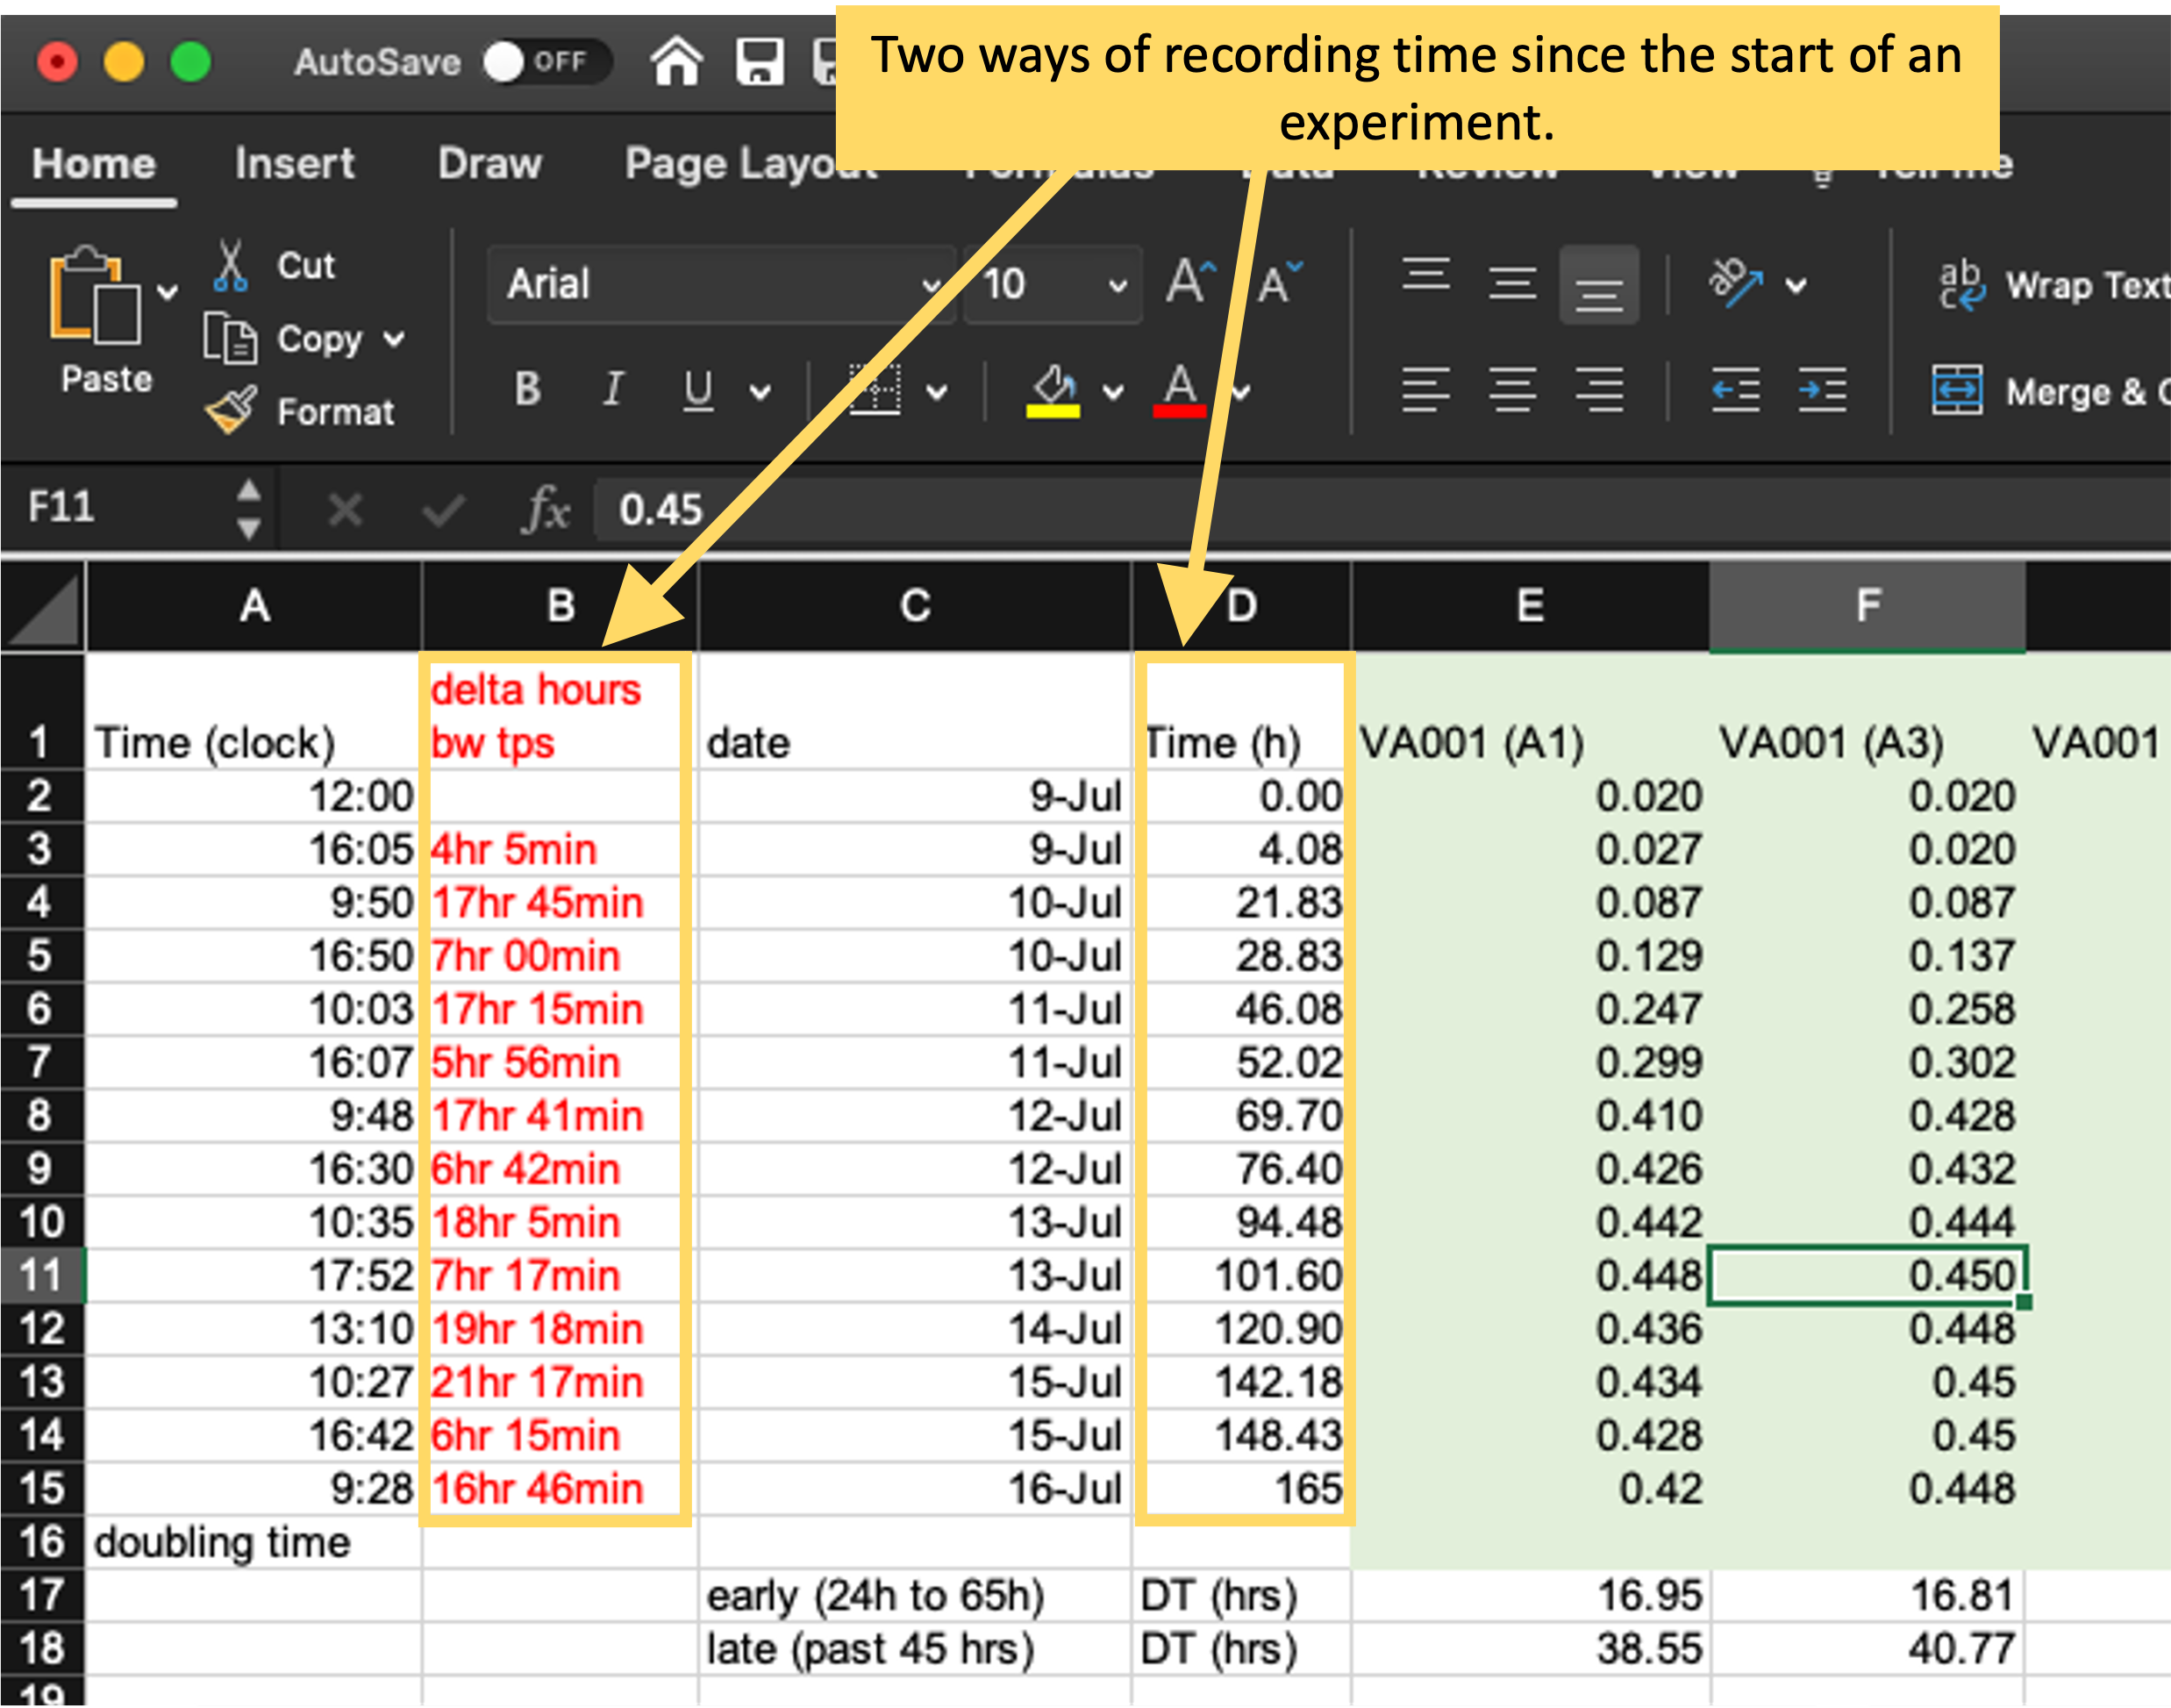 Two ways of recording time since the start of an
experiment.
AutoSave OFF
Home Insert Draw Page Layout Formulas Data Review View Tell me
Cut
Arial 10 Wrap Text
Copy
Paste
B I U A Merge &
Format
F11 fx 0.45
A B C D E F
1 Time (clock) delta hours bw tps date Time (h) VA001 (A1) VA001 (A3) VA001
2 12:00 9-Jul 0.00 0.020 0.020
3 16:05 4hr 5min 9-Jul 4.08 0.027 0.020
4 9:50 17hr 45min 10-Jul 21.83 0.087 0.087
5 16:50 7hr 00min 10-Jul 28.83 0.129 0.137
6 10:03 17hr 15min 11-Jul 46.08 0.247 0.258
7 16:07 5hr 56min 11-Jul 52.02 0.299 0.302
8 9:48 17hr 41min 12-Jul 69.70 0.410 0.428
9 16:30 6hr 42min 12-Jul 76.40 0.426 0.432
10 10:35 18hr 5min 13-Jul 94.48 0.442 0.444
11 17:52 7hr 17min 13-Jul 101.60 0.448 0.450
12 13:10 19hr 18min 14-Jul 120.90 0.436 0.448
13 10:27 21hr 17min 15-Jul 142.18 0.434 0.45
14 16:42 6hr 15min 15-Jul 148.43 0.428 0.45
15 9:28 16hr 46min 16-Jul 165 0.42 0.448
16 doubling time
17 early (24h to 65h) DT (hrs) 16.95 16.81
18 late (past 45 hrs) DT (hrs) 38.55 40.77
19